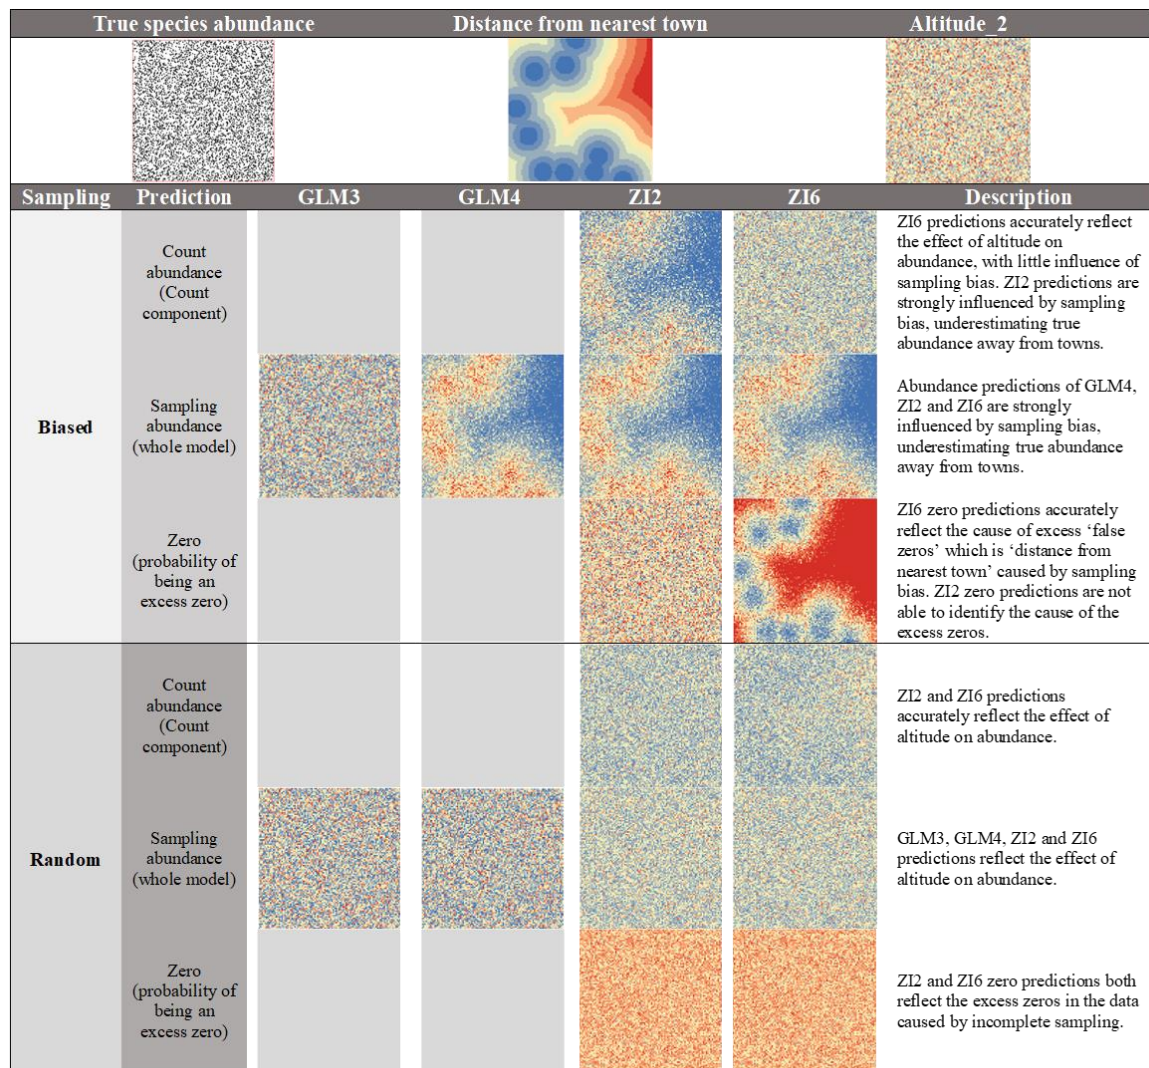 True species abundance
Distance from nearest town
Altitude_2
Sampling
Prediction
GLM3
GLM4
ZI2
ZI6
Description
Biased
Count
abundance
(Count
component)
ZI6 predictions accurately reflect
the effect of altitude on
abundance, with little influence of
sampling bias. ZI2 predictions are
strongly influenced by sampling
bias, underestimating true
abundance away from towns.
Sampling
abundance
(whole model)
Abundance predictions of GLM4,
ZI2 and ZI6 are strongly
influenced by sampling bias,
underestimating true abundance
away from towns.
Zero
(probability of
being an
excess zero)
ZI6 zero predictions accurately
reflect the cause of excess ‘false
zeros’ which is ‘distance from
nearest town’ caused by sampling
bias. ZI2 zero predictions are not
able to identify the cause of the
excess zeros.
Random
Count
abundance
(Count
component)
ZI2 and ZI6 predictions
accurately reflect the effect of
altitude on abundance.
Sampling
abundance
(whole model)
GLM3, GLM4, ZI2 and ZI6
predictions reflect the effect of
altitude on abundance.
Zero
(probability of
being an
excess zero)
ZI2 and ZI6 zero predictions both
reflect the excess zeros in the data
caused by incomplete sampling.